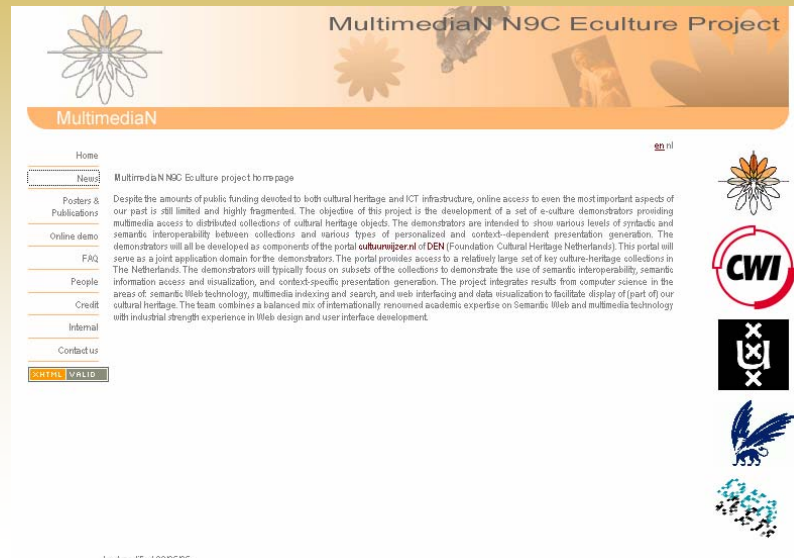 MultimediaN N9C Eculture Project
MultimediaN
en nl
Home
News
Posters &
Publications
Online demo
FAQ
People
Credit
Internal
Contact us
XHTML VALID
MultimediaN N9C Eculture project homepage
Despite the amounts of public funding devoted to both cultural heritage and ICT infrastructure, online access to even the most important aspects of
our past is still limited and highly fragmented. The objective of this project is the development of a set of e-culture demonstrators providing
multimedia access to distributed collections of cultural heritage objects. The demonstrators are intended to show various levels of syntactic and
semantic interoperability between collections and various types of personalized and context--dependent presentation generation. The
demonstrators will all be developed as components of the portal cultuurwijzer.nl of DEN (Foundation Cultural Heritage Netherlands). This portal will
serve as a joint application domain for the demonstrators. The portal provides access to a relatively large set of key culture-heritage collections in
The Netherlands. The demonstrators will typically focus on subsets of the collections to demonstrate the use of semantic interoperability, semantic
information access and visualization, and context-specific presentation generation. The project integrates results from computer science in the
areas of: semantic Web technology, multimedia indexing and search, and web interfacing and data visualization to facilitate display of (part of) our
cultural heritage. The team combines a balanced mix of internationally renowned academic expertise on Semantic Web and multimedia technology
with industrial strength experience in Web design and user interface development.
CWI